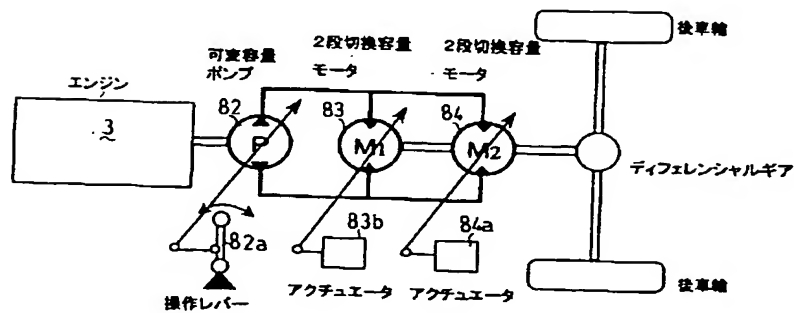 後車輪
可変容量
ポンプ
2段切換容量
モータ
2段切換容量
モータ
エンジン
3
82
83
84
P
M1
M2
ディフェレンシャルギア
82a
83b
84a
操作レバー
アクチュエータ
アクチュエータ
後車輪